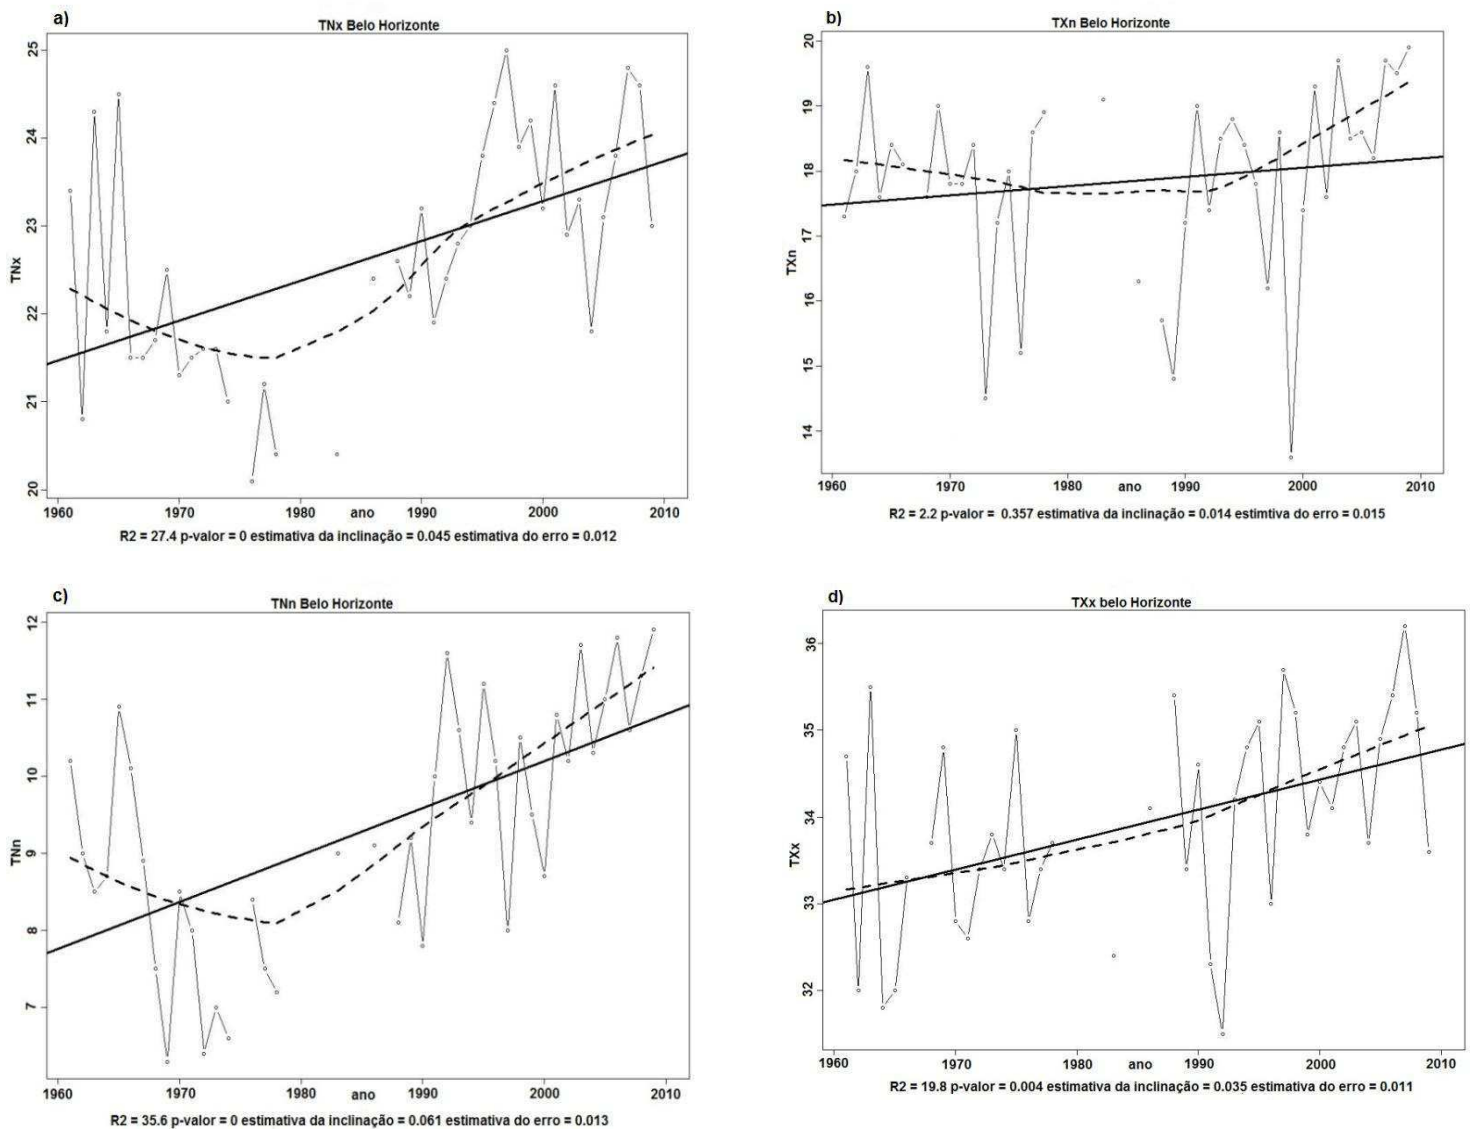 a)
TNx Belo Horizonte
25
24
23
22
21
20
TNx
1960 1970 1980 ano 1990 2000 2010
R2 = 27.4 p-valor = 0 estimativa da inclinação = 0.045 estimativa do erro = 0.012
b)
TXn Belo Horizonte
20
19
18
17
16
15
14
TXn
1960 1970 1980 ano 1990 2000 2010
R2 = 2.2 p-valor = 0.357 estimativa da inclinação = 0.014 estimtiva do erro = 0.015
c)
TNn Belo Horizonte
12
11
10
9
8
7
TNn
1960 1970 1980 ano 1990 2000 2010
R2 = 35.6 p-valor = 0 estimativa da inclinação = 0.061 estimativa do erro = 0.013
d)
TXx belo Horizonte
36
35
34
33
32
TXx
1960 1970 1980 ano 1990 2000 2010
R2 = 19.8 p-valor = 0.004 estimativa da inclinação = 0.035 estimativa do erro = 0.011